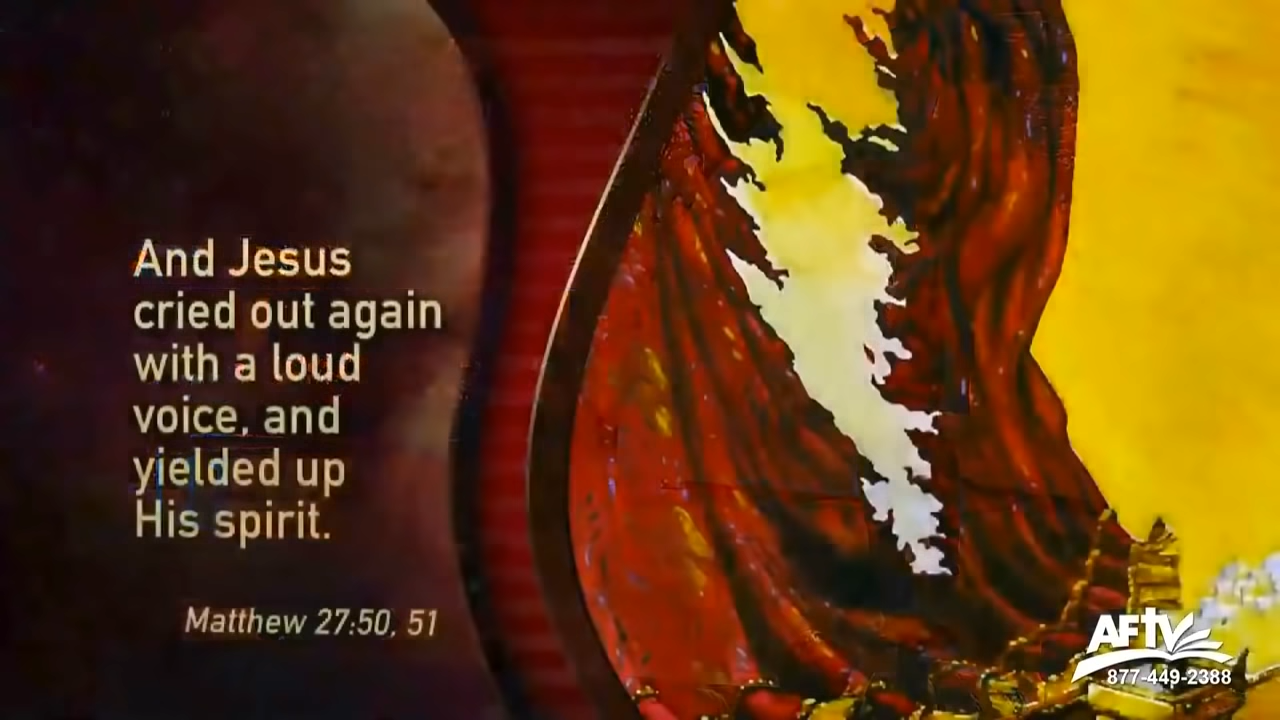 And Jesus
cried out again
with a loud
voice, and
yielded up
His spirit.
Matthew 27:50, 51
AFTV
877-449-2388